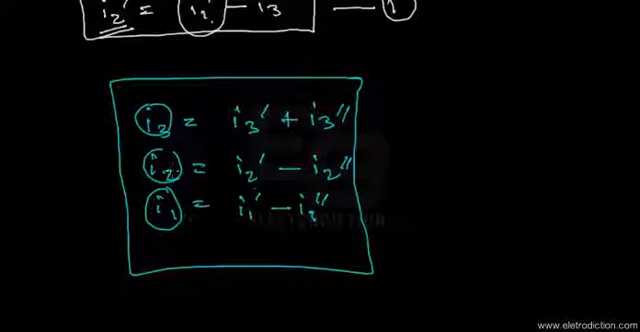 i₂' = i₁' − i₃' — ①
i₃ = i₃' + i₃''
i₂ = i₂' − i₂''
i₁ = i₁' − i₁''
www.eletrodiction.com